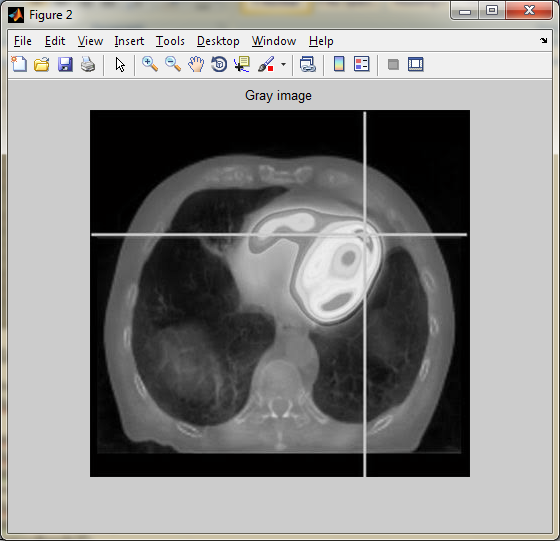 Figure 2
File Edit View Insert Tools Desktop Window Help
Gray image